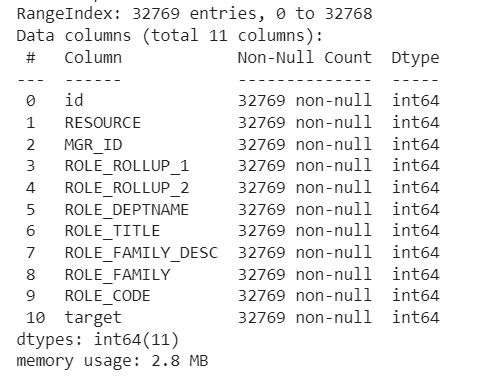 RangeIndex: 32769 entries, 0 to 32768
Data columns (total 11 columns):
 #   Column            Non-Null Count  Dtype
---  ------            --------------  -----
 0   id                32769 non-null  int64
 1   RESOURCE          32769 non-null  int64
 2   MGR_ID            32769 non-null  int64
 3   ROLE_ROLLUP_1     32769 non-null  int64
 4   ROLE_ROLLUP_2     32769 non-null  int64
 5   ROLE_DEPTNAME     32769 non-null  int64
 6   ROLE_TITLE        32769 non-null  int64
 7   ROLE_FAMILY_DESC  32769 non-null  int64
 8   ROLE_FAMILY       32769 non-null  int64
 9   ROLE_CODE         32769 non-null  int64
 10  target            32769 non-null  int64
dtypes: int64(11)
memory usage: 2.8 MB